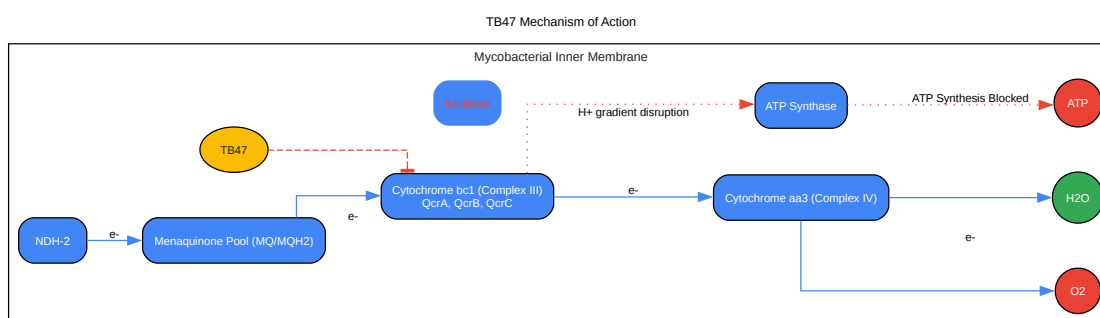 TB47 Mechanism of Action
Mycobacterial Inner Membrane
Inhibition
H+ gradient disruption
ATP Synthase
ATP Synthesis Blocked
ATP
TB47
Cytochrome bc1 (Complex III)
QcrA, QcrB, QcrC
e-
Cytochrome aa3 (Complex IV)
H2O
NDH-2
e-
Menaquinone Pool (MQ/MQH2)
e-
e-
O2